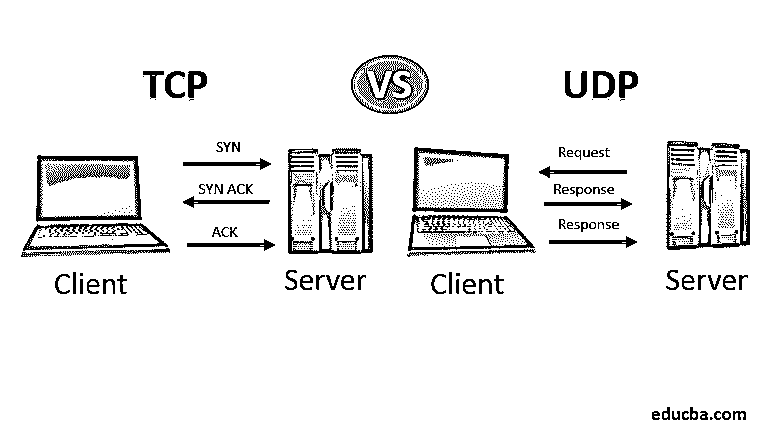 TCP VS UDP
SYN
SYN ACK
ACK
Client
Server
Request
Response
Response
Client
Server
educba.com